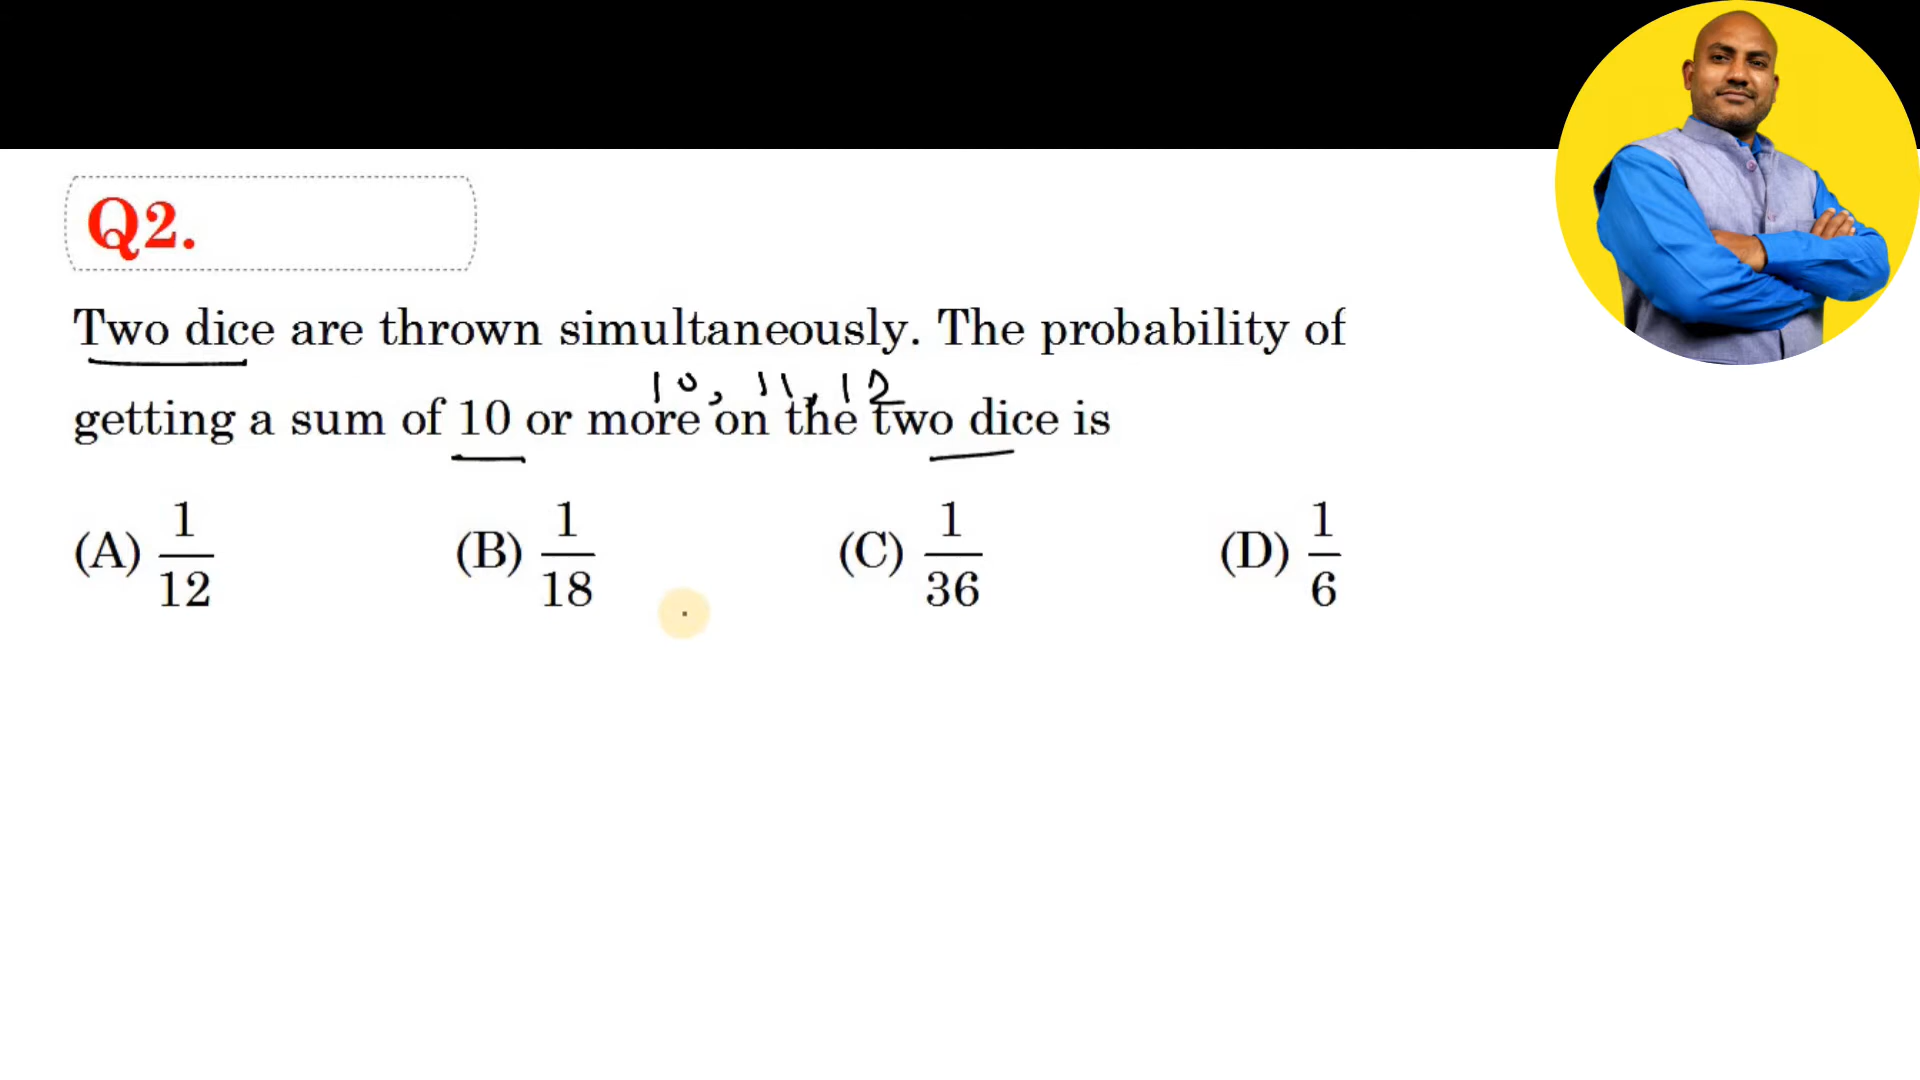 Q2.
Two dice are thrown simultaneously. The probability of
10, 11, 12
getting a sum of 10 or more on the two dice is
(A) 1/12 (B) 1/18 (C) 1/36 (D) 1/6